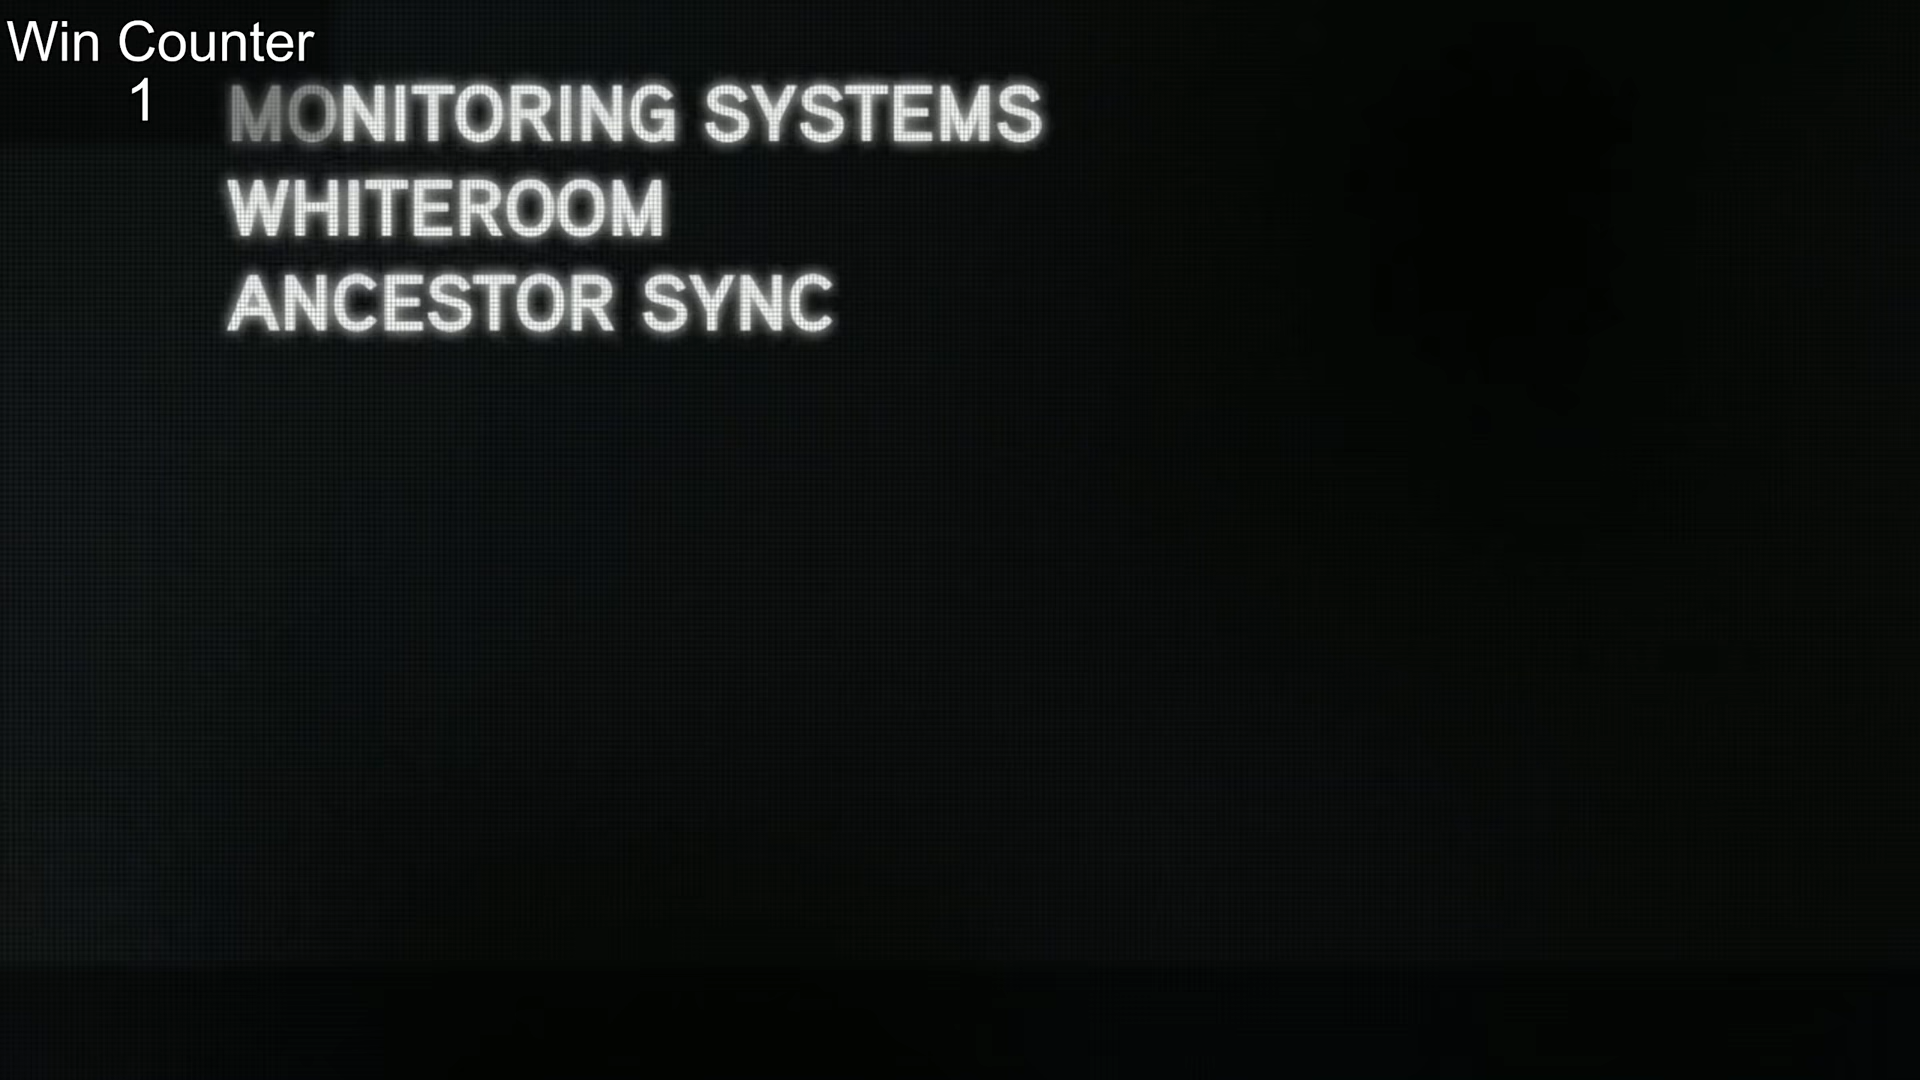 Win Counter
1
MONITORING SYSTEMS
WHITEROOM
ANCESTOR SYNC